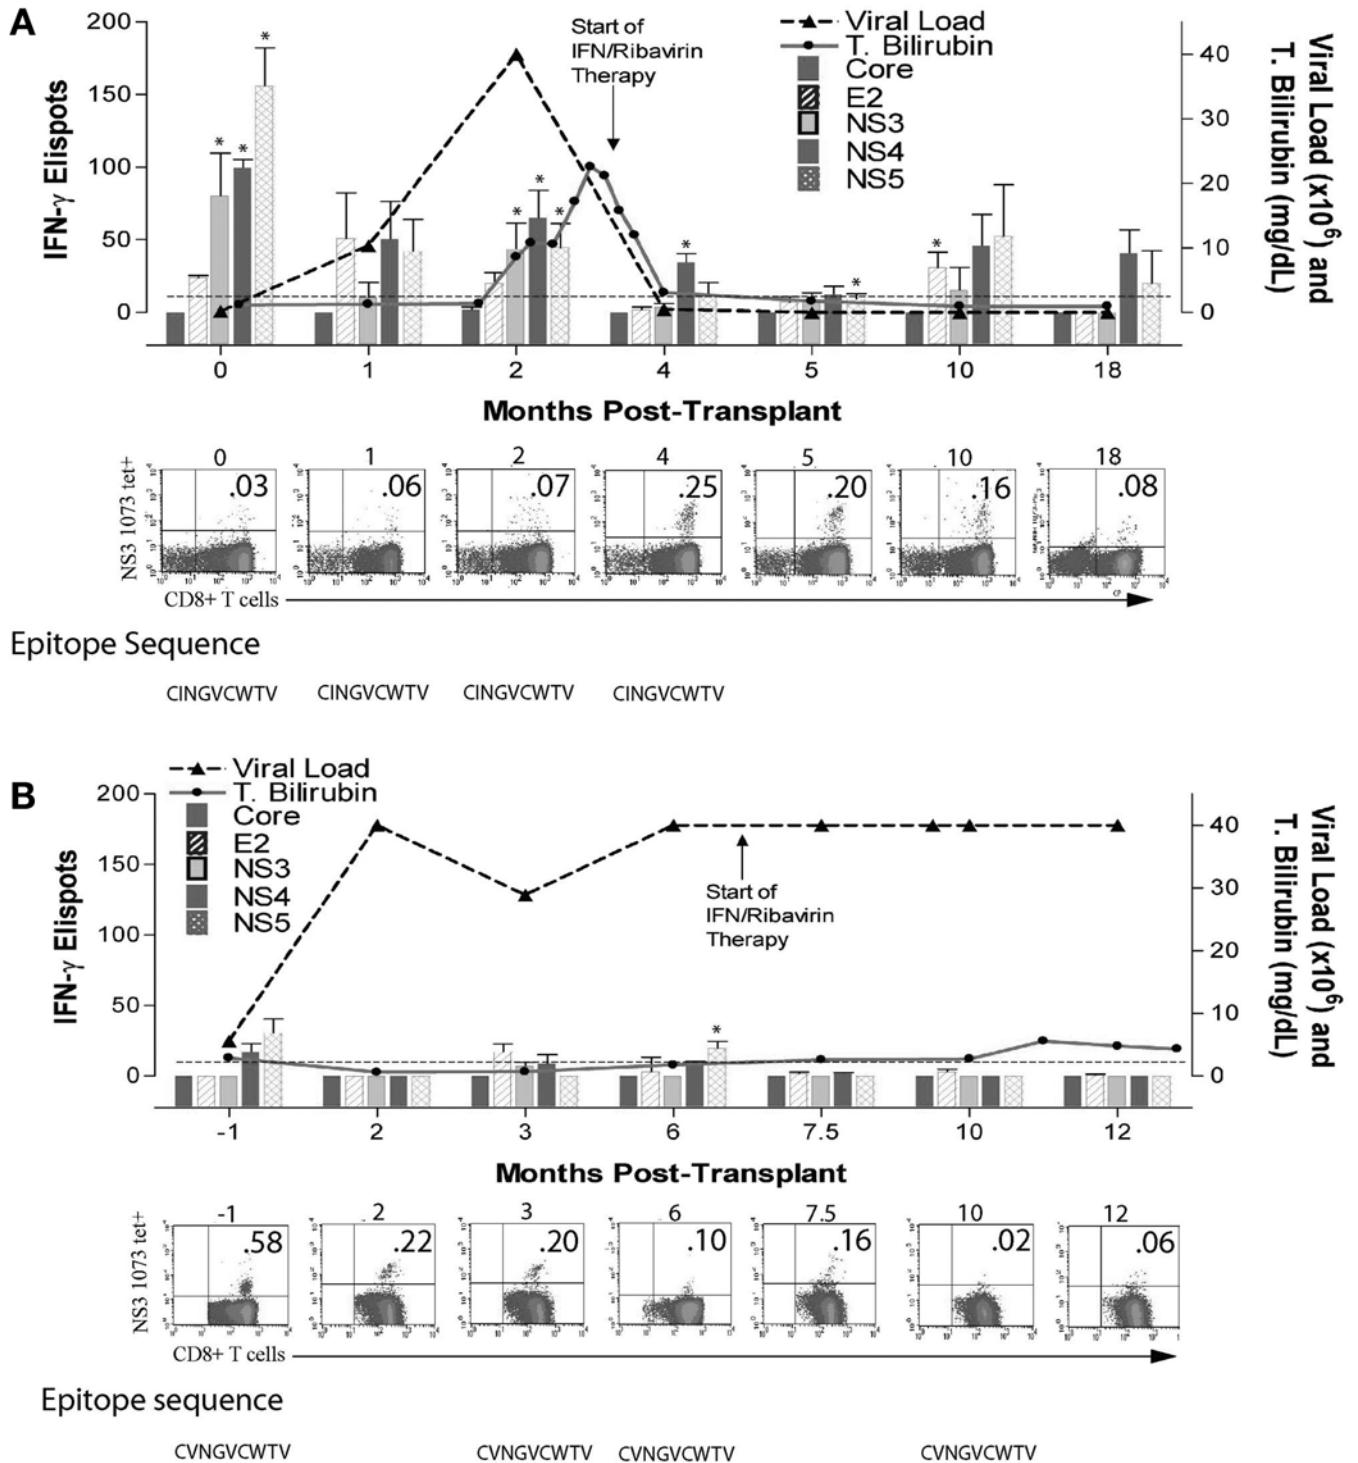 A
200
150
100
50
0
IFN-γ Elispots
Start of
IFN/Ribavirin
Therapy
Viral Load
T. Bilirubin
Core
E2
NS3
NS4
NS5
40
30
20
10
0
Viral Load (x10⁶) and
T. Bilirubin (mg/dL)
* * * * * * * * *
0 1 2 4 5 10 18
Months Post-Transplant
0 1 2 4 5 10 18
NS3 1073 tet+
.03 .06 .07 .25 .20 .16 .08
CD8+ T cells
Epitope Sequence
CINGVCWTV CINGVCWTV CINGVCWTV CINGVCWTV
B
Viral Load
T. Bilirubin
Core
E2
NS3
NS4
NS5
200
150
100
50
0
IFN-γ Elispots
Start of
IFN/Ribavirin
Therapy
*
40
30
20
10
0
Viral Load (x10⁶) and
T. Bilirubin (mg/dL)
-1 2 3 6 7.5 10 12
Months Post-Transplant
-1 2 3 6 7.5 10 12
NS3 1073 tet+
.58 .22 .20 .10 .16 .02 .06
CD8+ T cells
Epitope sequence
CVNGVCWTV CVNGVCWTV CVNGVCWTV CVNGVCWTV